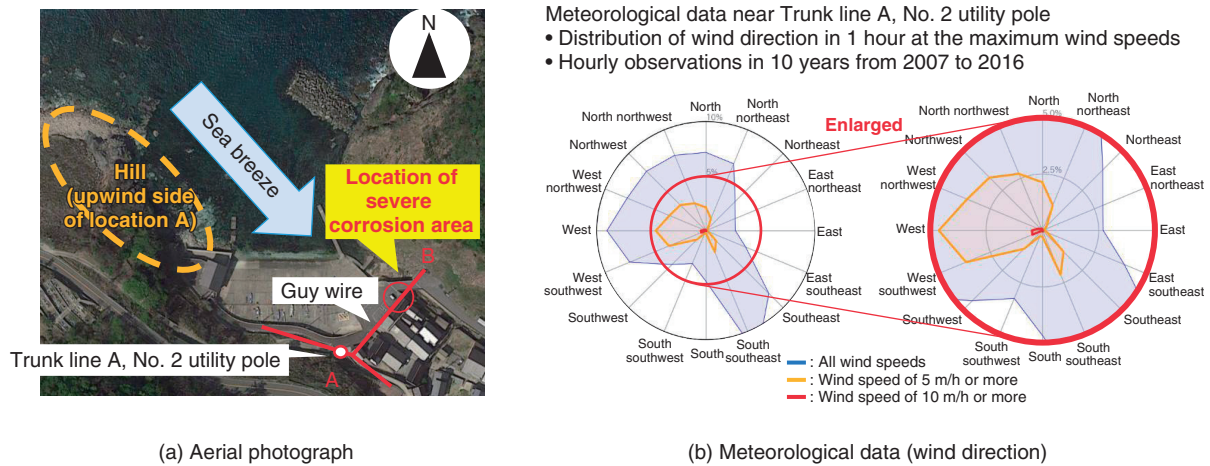 N
Sea breeze
Hill
(upwind side
of location A)
Location of
severe
corrosion area
B
Guy wire
Trunk line A, No. 2 utility pole
A
(a) Aerial photograph
Meteorological data near Trunk line A, No. 2 utility pole
• Distribution of wind direction in 1 hour at the maximum wind speeds
• Hourly observations in 10 years from 2007 to 2016
North
10%
5%
North northwest
North
northeast
Northwest
Northeast
West
northwest
East
northeast
West
East
West
southwest
East
southeast
Southwest
Southeast
South
southwest
South
South
southeast
Enlarged
North
5.0%
2.5%
North northwest
North
northeast
Northwest
Northeast
West
northwest
East
northeast
West
East
West
southwest
East
southeast
Southwest
Southeast
South
southwest
South
South
southeast
: All wind speeds
: Wind speed of 5 m/h or more
: Wind speed of 10 m/h or more
(b) Meteorological data (wind direction)